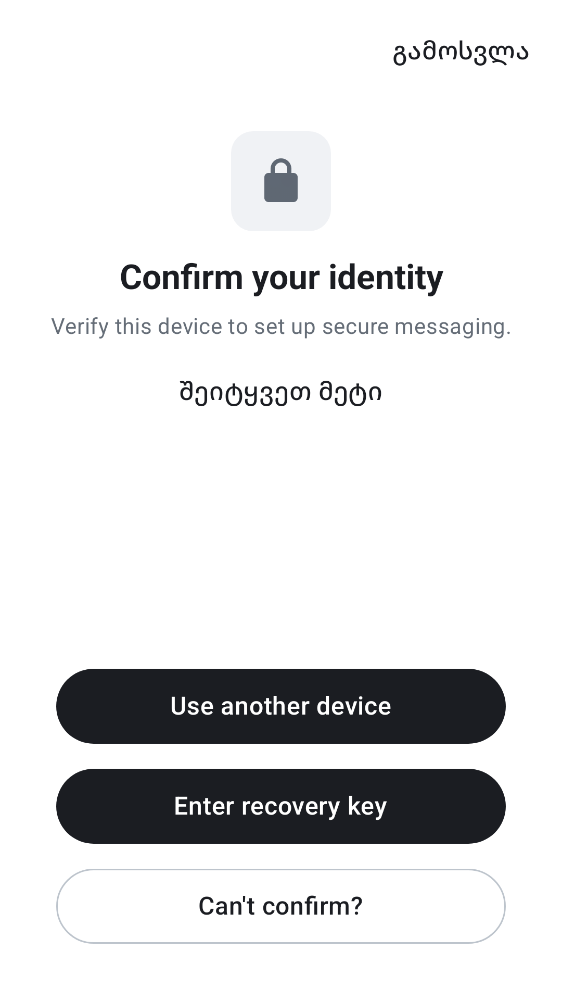 გამოსვლა
Confirm your identity
Verify this device to set up secure messaging.
შეიტყვეთ მეტი
Use another device
Enter recovery key
Can't confirm?